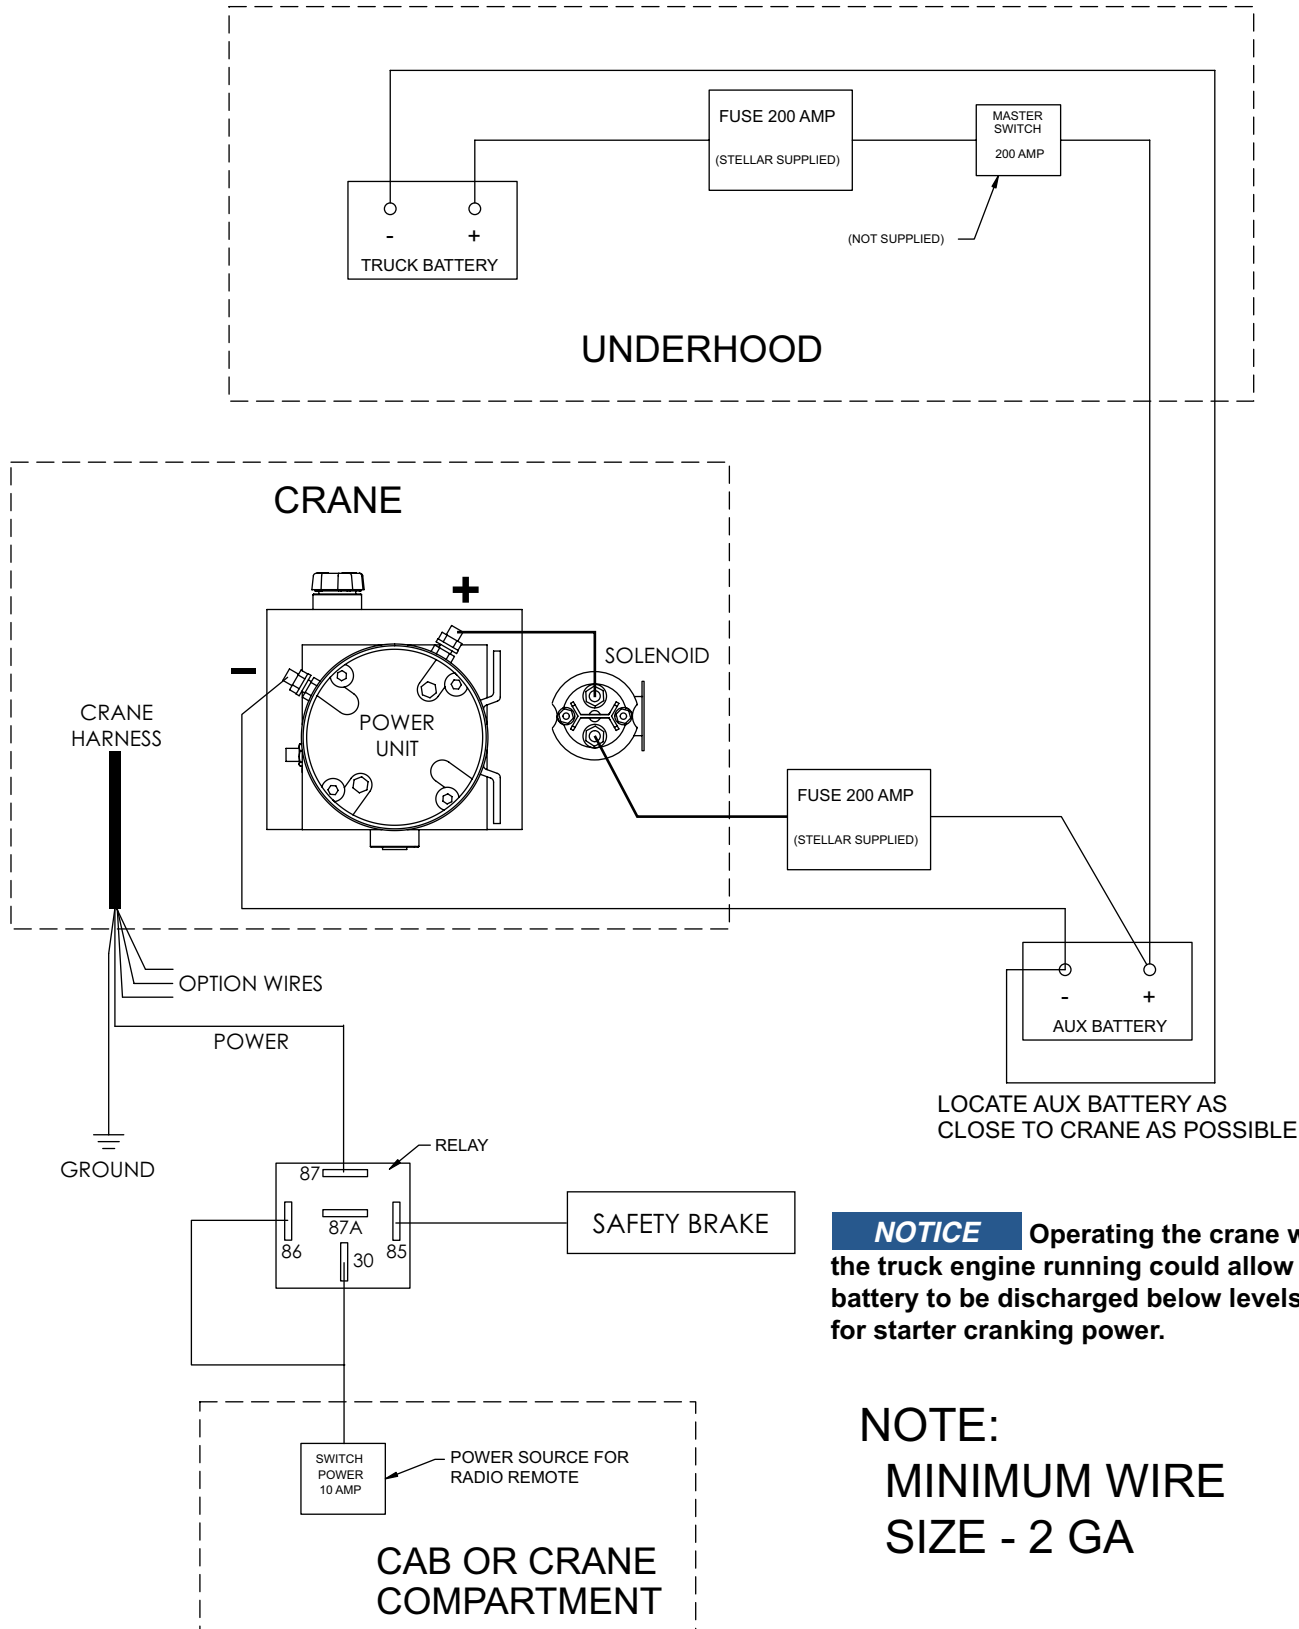 FUSE 200 AMP
(STELLAR SUPPLIED)
MASTER
SWITCH
200 AMP
(NOT SUPPLIED)
- +
TRUCK BATTERY
UNDERHOOD
CRANE
+
-
SOLENOID
CRANE
HARNESS
POWER
UNIT
FUSE 200 AMP
(STELLAR SUPPLIED)
OPTION WIRES
POWER
- +
AUX BATTERY
LOCATE AUX BATTERY AS
CLOSE TO CRANE AS POSSIBLE
GROUND
RELAY
87
87A
86
85
30
SAFETY BRAKE
NOTICE Operating the crane
the truck engine running could allow
battery to be discharged below levels
for starter cranking power.
SWITCH
POWER
10 AMP
POWER SOURCE FOR
RADIO REMOTE
NOTE:
MINIMUM WIRE
SIZE - 2 GA
CAB OR CRANE
COMPARTMENT